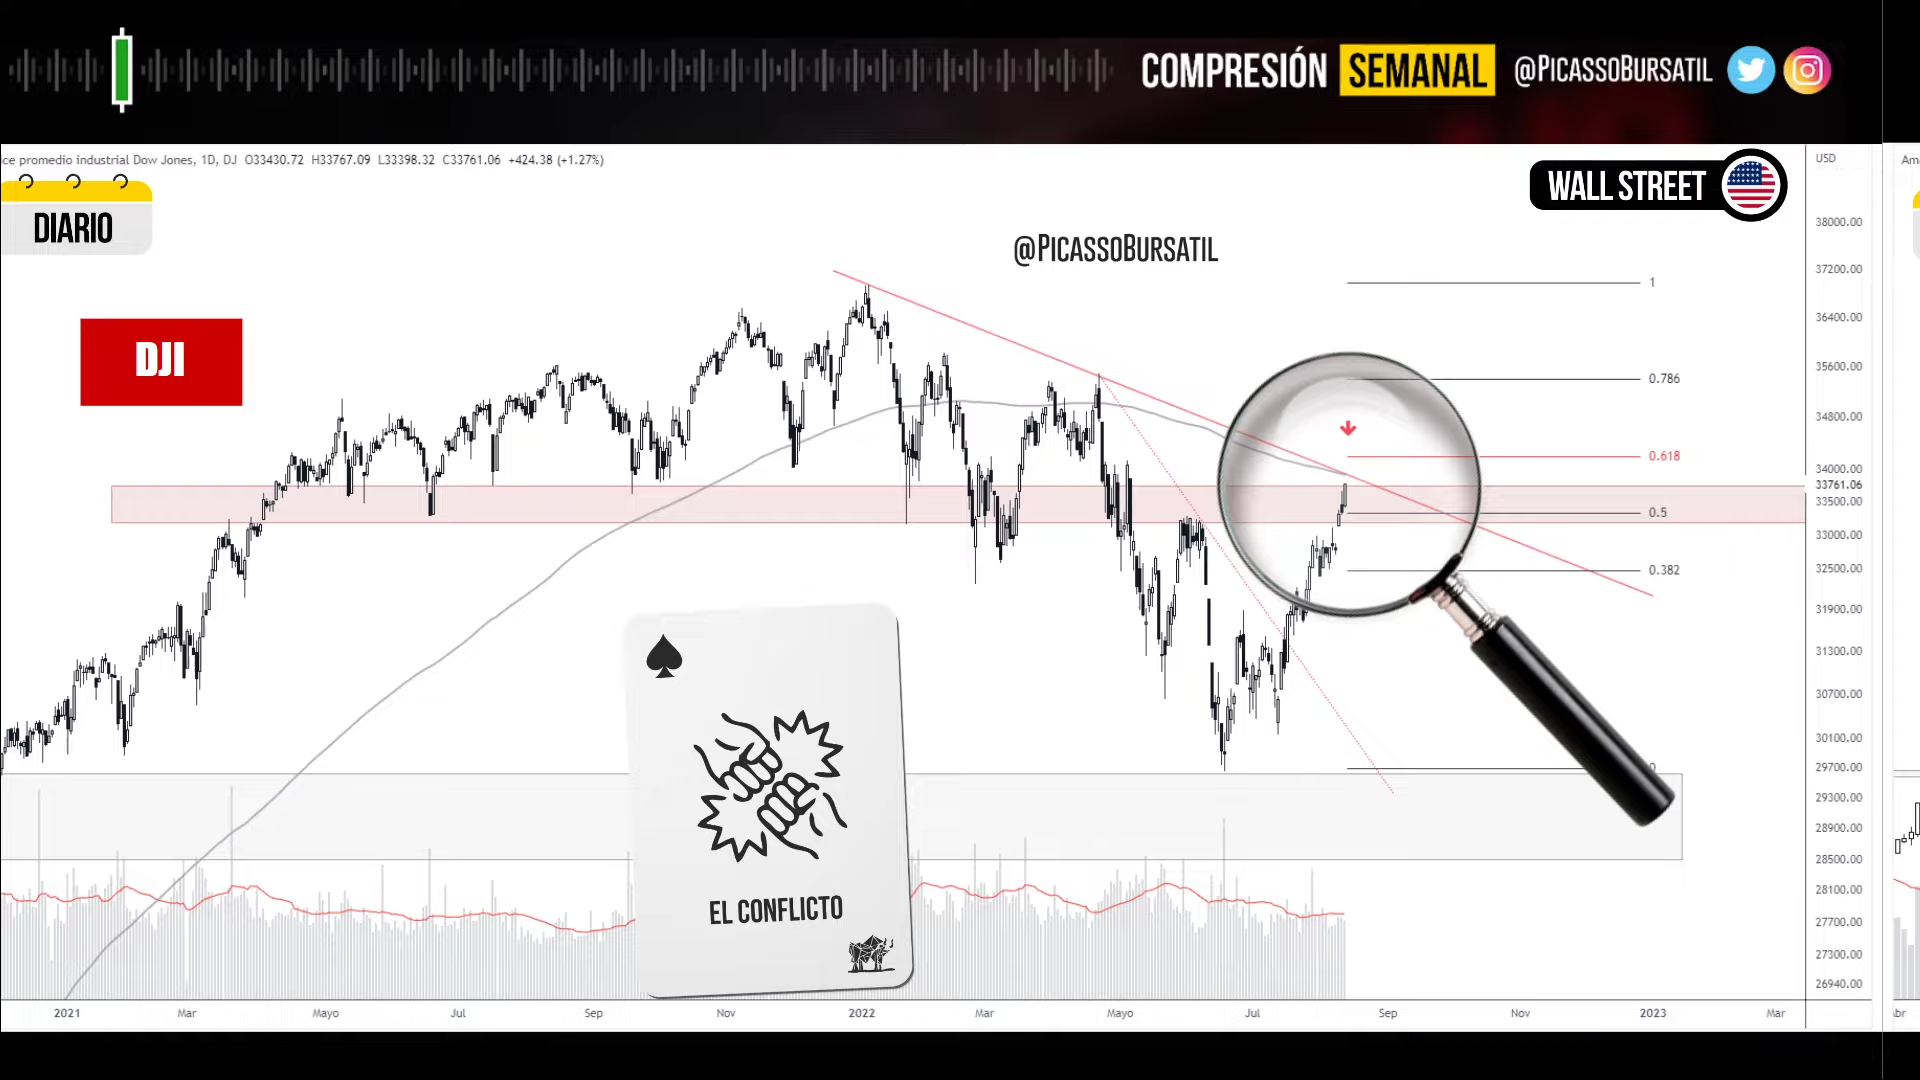 COMPRESIÓN SEMANAL @PICASSOBURSATIL
ice promedio industrial Dow Jones, 1D, DJ O33430.72 H33767.09 L33398.32 C33761.06 +424.38 (+1.27%)
USD
Am
DIARIO
WALL STREET
@PICASSOBURSATIL
DJI
38000.00
37200.00
36400.00
35600.00
34800.00
34000.00
33761.06
33500.00
33000.00
32500.00
31900.00
31300.00
30700.00
30100.00
29700.00
29300.00
28900.00
28500.00
28100.00
27700.00
27300.00
26940.00
1
0.786
0.618
0.5
0.382
0
EL CONFLICTO
2021 Mar Mayo Jul Sep Nov 2022 Mar Mayo Jul Sep Nov 2023 Mar